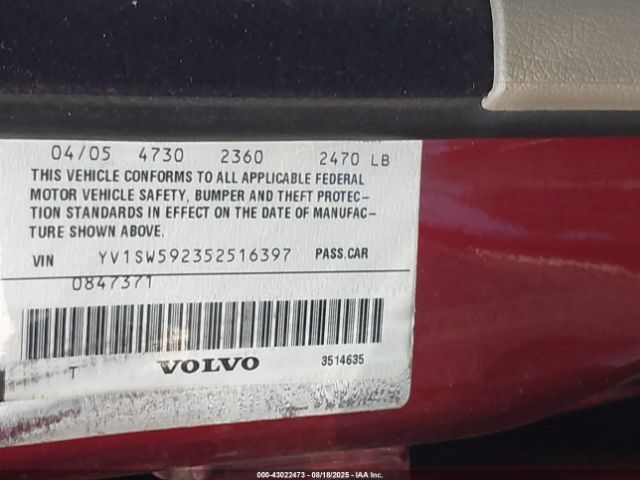 04/05 4730 2360 2470 LB
THIS VEHICLE CONFORMS TO ALL APPLICABLE FEDERAL
MOTOR VEHICLE SAFETY, BUMPER AND THEFT PROTEC–
TION STANDARDS IN EFFECT ON THE DATE OF MANUFAC–
TURE SHOWN ABOVE.
VIN YV1SW592352516397 PASS.CAR
0847371
T VOLVO 3514635
000-43022473 - 08/18/2025 - IAA Inc.